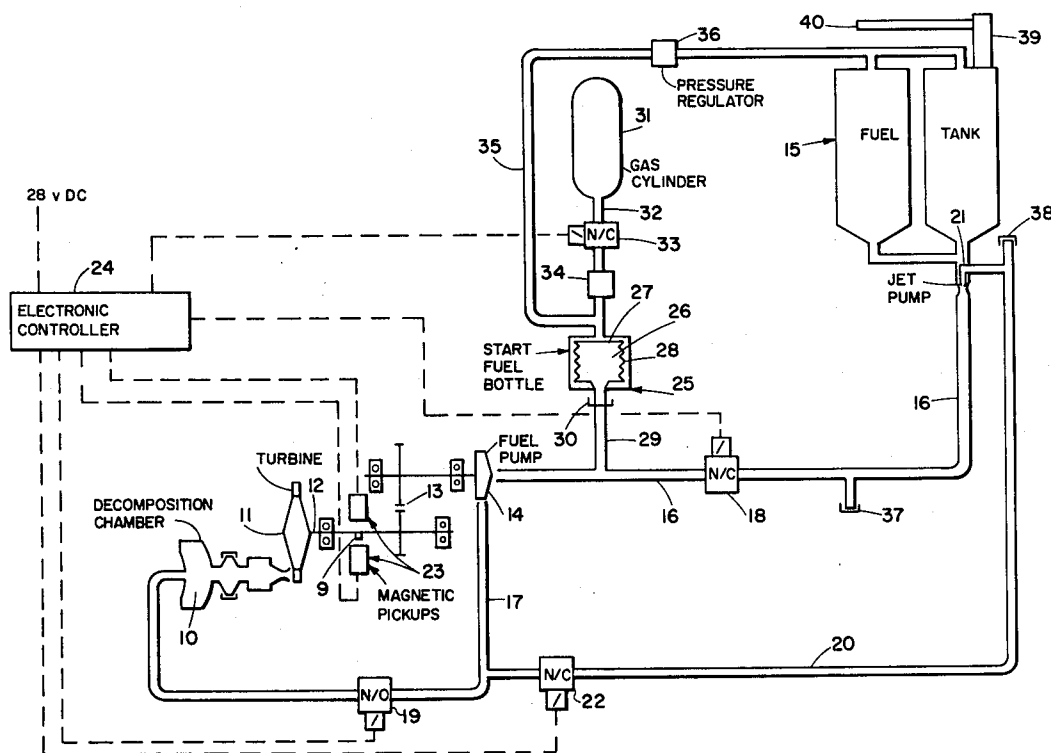 40
39
36
PRESSURE
REGULATOR
31
15
FUEL
TANK
35
GAS
CYLINDER
28 v DC
32
38
21
N/C
33
24
34
JET
PUMP
ELECTRONIC
CONTROLLER
27
26
28
START
FUEL
BOTTLE
25
16
30
29
FUEL
PUMP
TURBINE
12
13
N/C
DECOMPOSITION
CHAMBER
11
14
16
18
37
9
23
MAGNETIC
PICKUPS
17
10
20
N/O
N/C
19
22